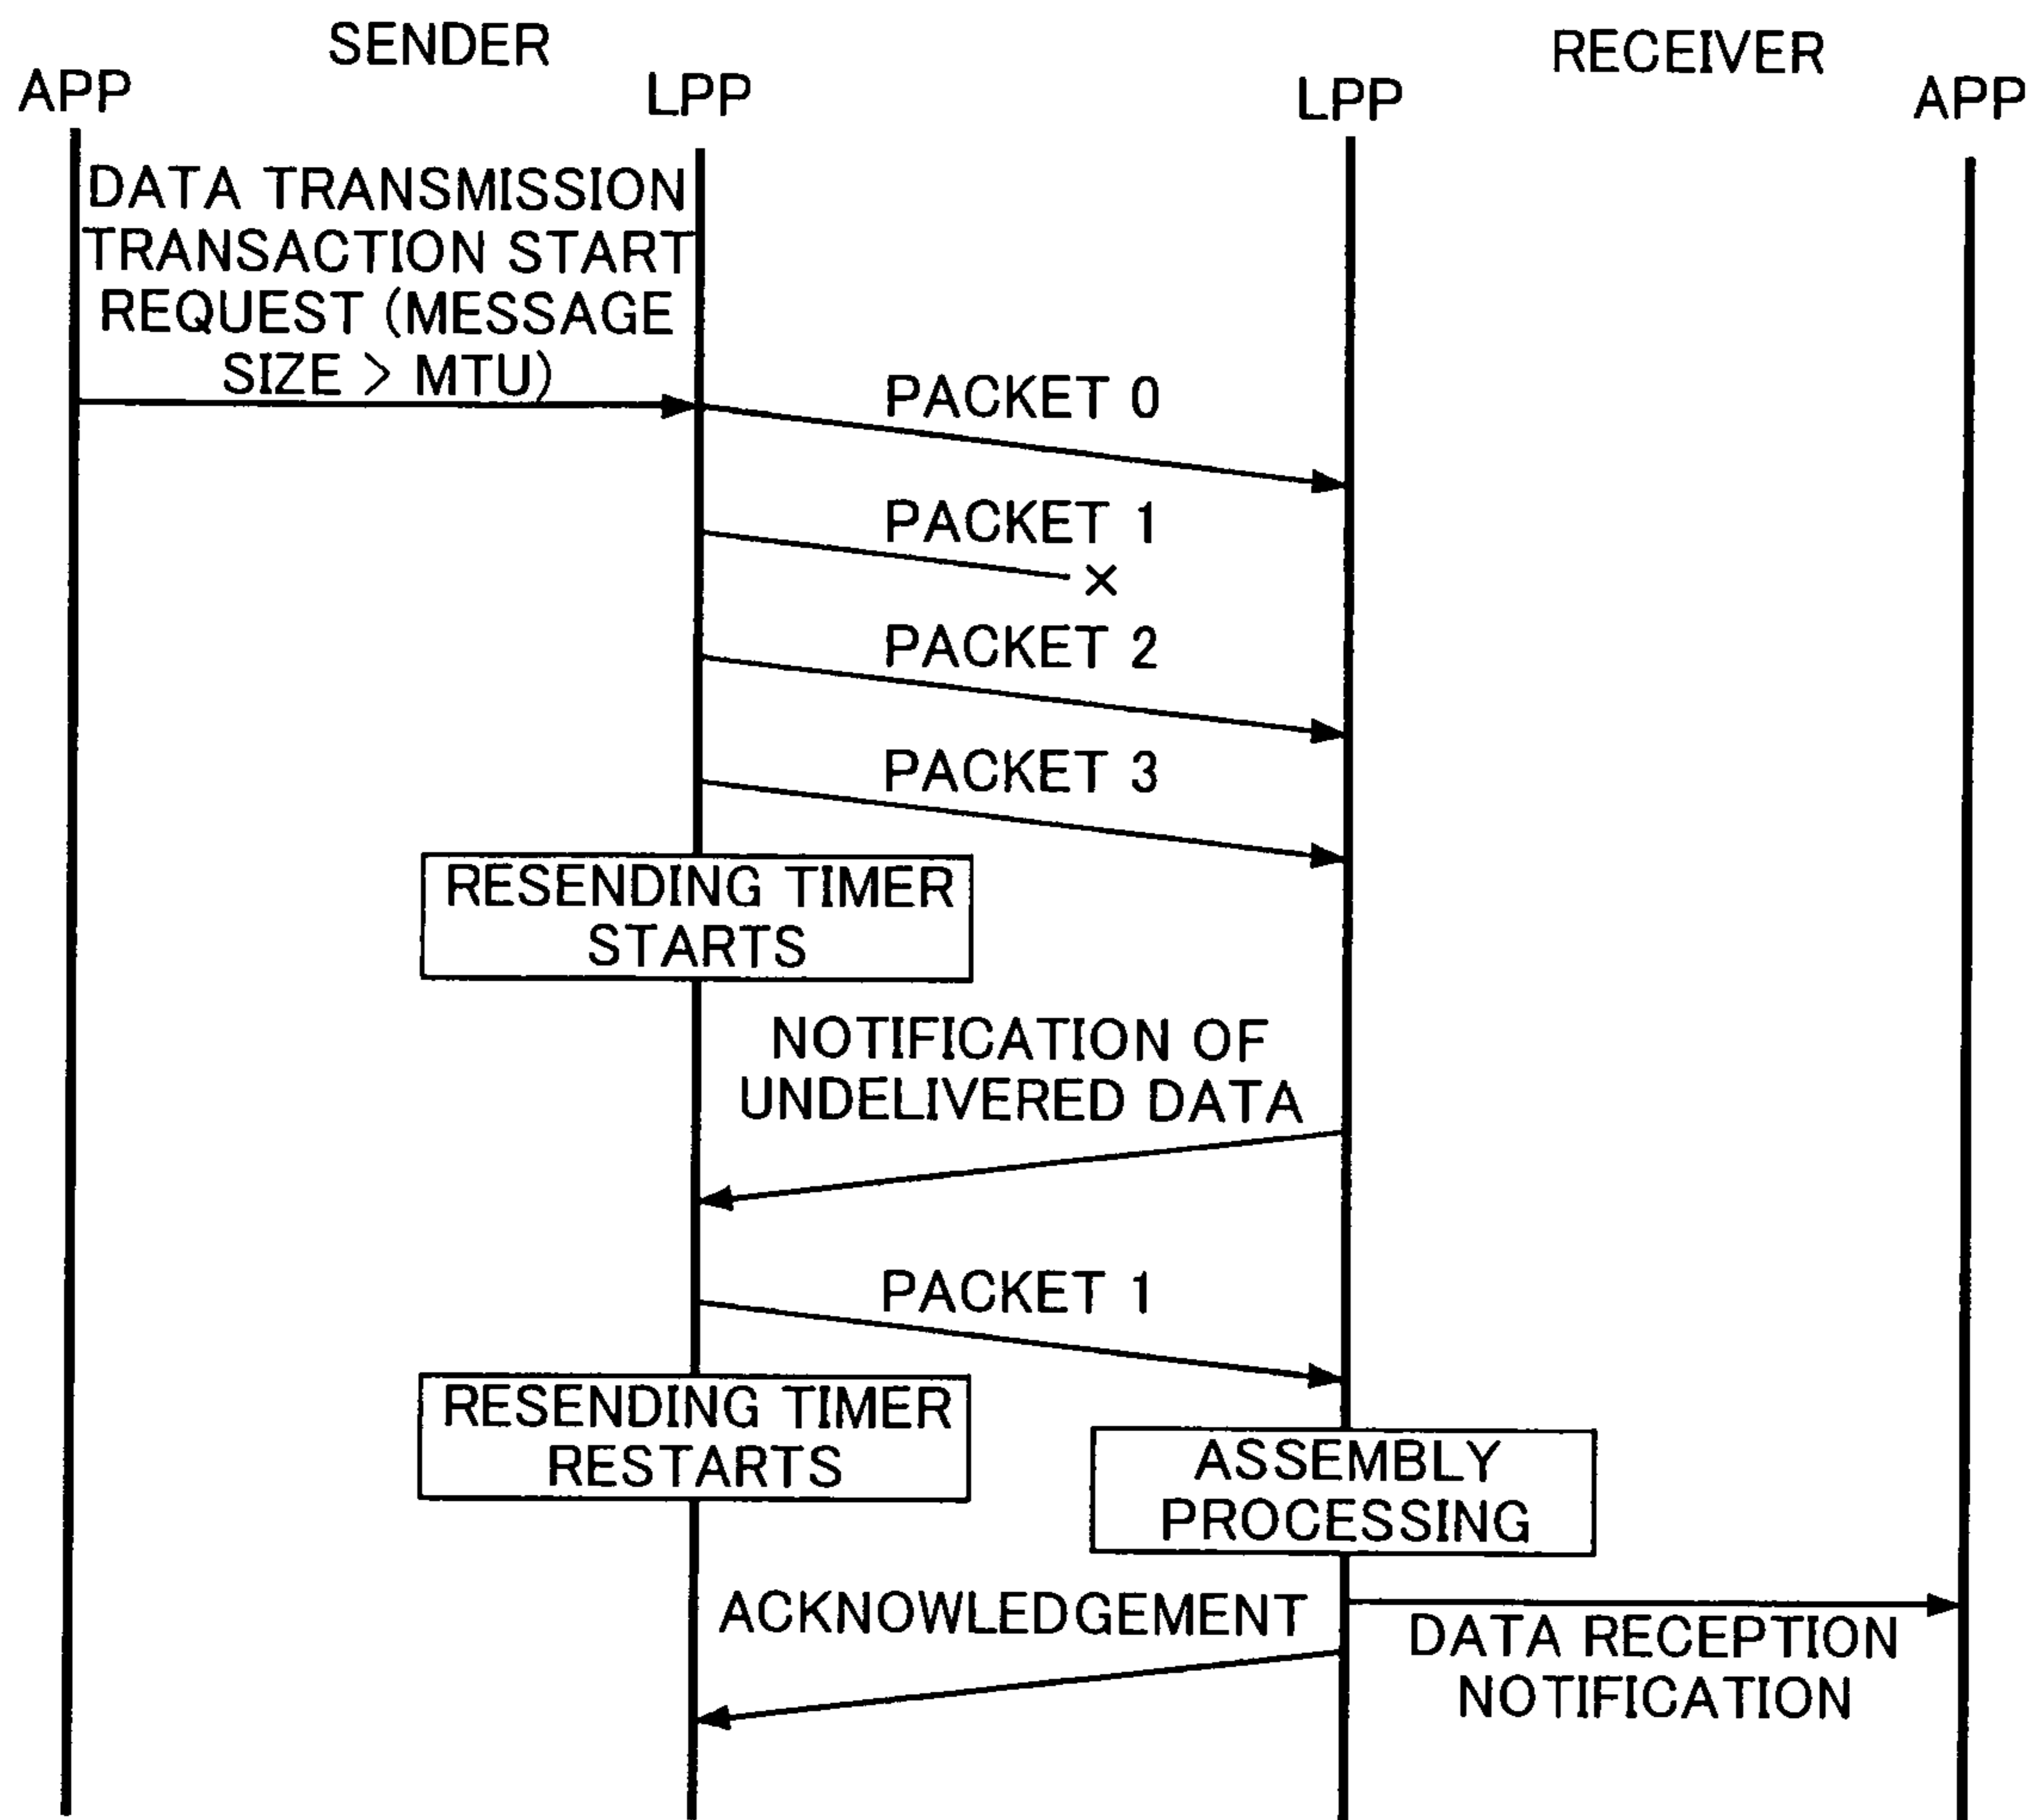 SENDER
RECEIVER
APP
LPP
LPP
APP
DATA TRANSMISSION
TRANSACTION START
REQUEST (MESSAGE
SIZE > MTU)
PACKET 0
PACKET 1
×
PACKET 2
PACKET 3
RESENDING TIMER
STARTS
NOTIFICATION OF
UNDELIVERED DATA
PACKET 1
RESENDING TIMER
RESTARTS
ASSEMBLY
PROCESSING
ACKNOWLEDGEMENT
DATA RECEPTION
NOTIFICATION